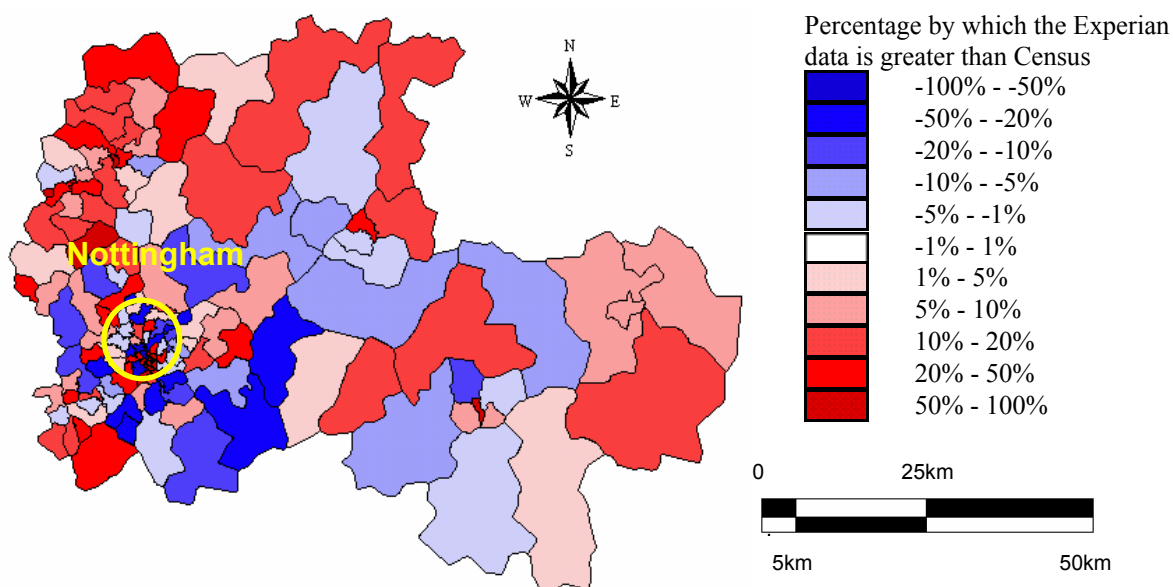 Percentage by which the Experian
data is greater than Census
-100% - -50%
-50% - -20%
-20% - -10%
-10% - -5%
-5% - -1%
-1% - 1%
1% - 5%
5% - 10%
10% - 20%
20% - 50%
50% - 100%
N
W E
S
Nottingham
0 25km
5km 50km